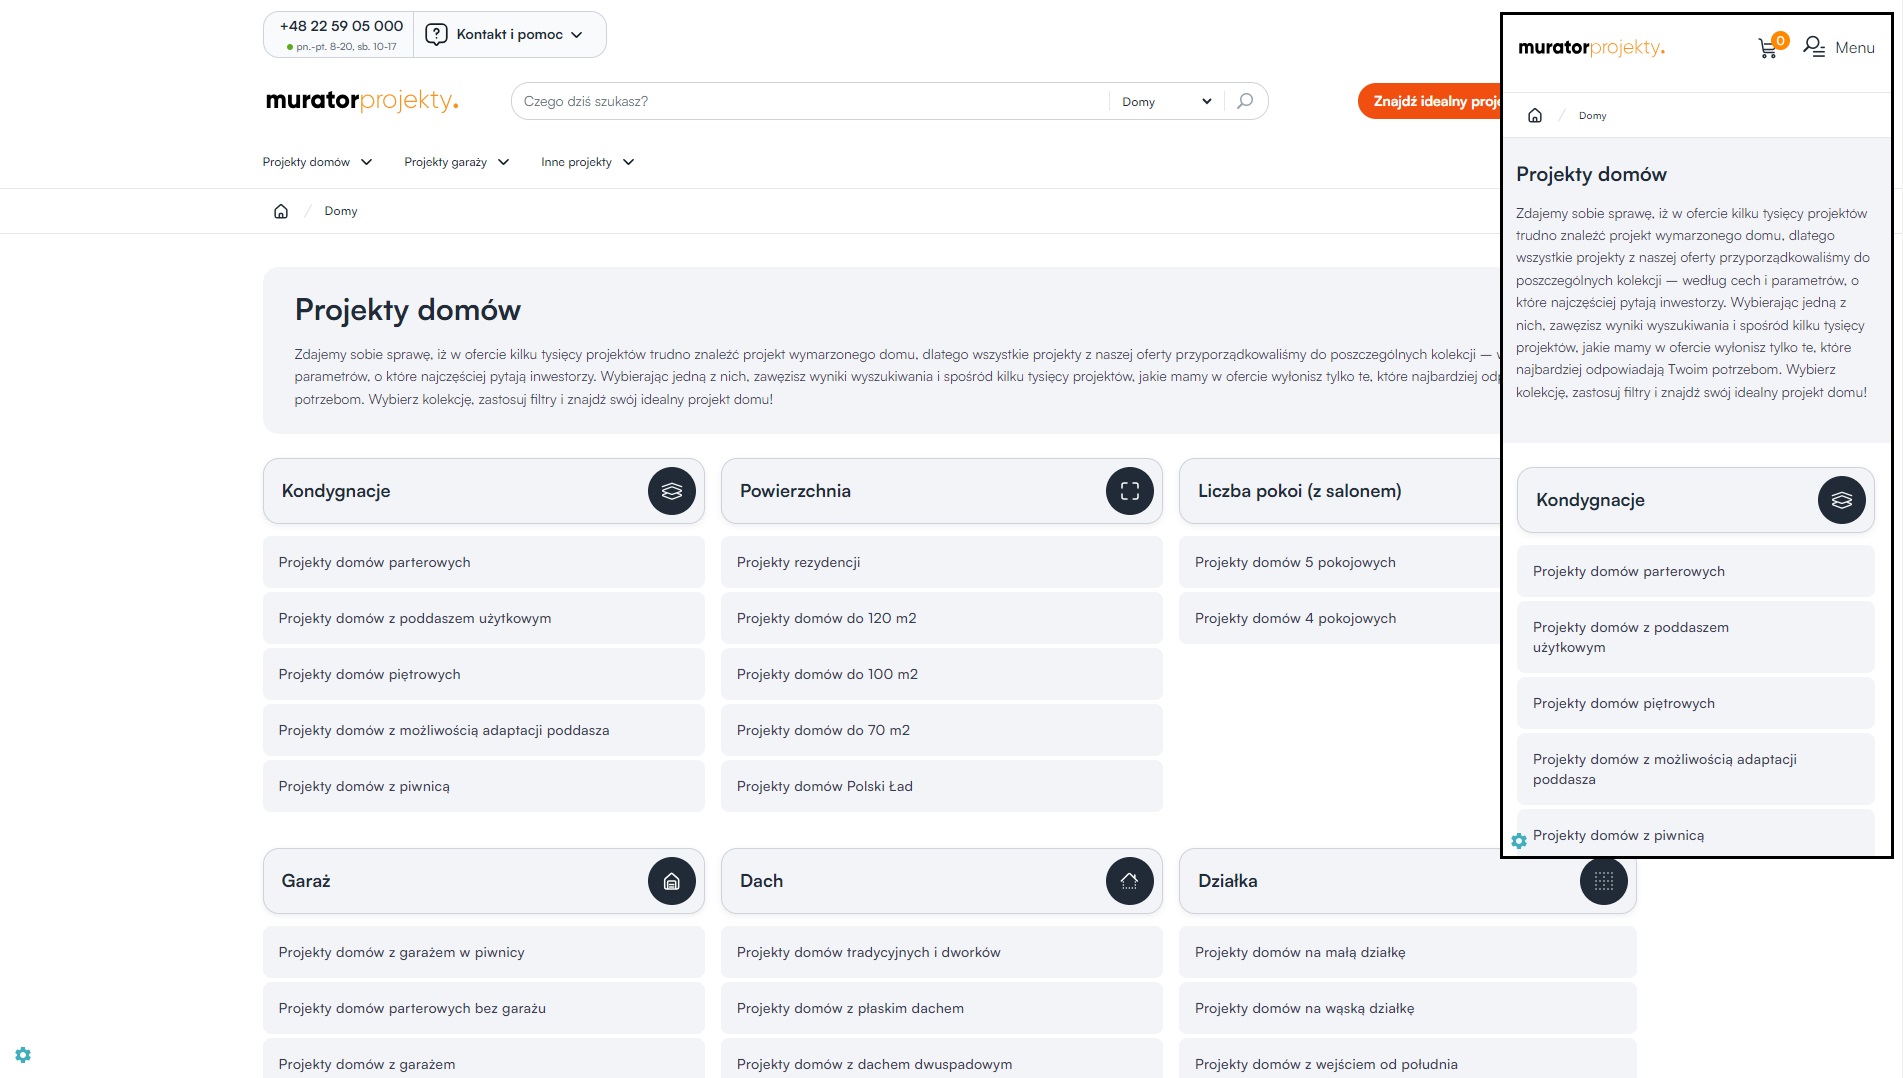 +48 22 59 05 000
pn.-pt. 8-20, sb. 10-17
Kontakt i pomoc
muratorprojekty.
Czego dziś szukasz?
Domy
Znajdź idealny proje
Projekty domów
Projekty garaży
Inne projekty
Domy
Projekty domów
Zdajemy sobie sprawę, iż w ofercie kilku tysięcy projektów trudno znaleźć projekt wymarzonego domu, dlatego wszystkie projekty z naszej oferty przyporządkowaliśmy do poszczególnych kolekcji –
parametrów, o które najczęściej pytają inwestorzy. Wybierając jedną z nich, zawęzisz wyniki wyszukiwania i spośród kilku tysięcy projektów, jakie mamy w ofercie wyłonisz tylko te, które najbardziej
potrzebom. Wybierz kolekcję, zastosuj filtry i znajdź swój idealny projekt domu!
Kondygnacje
Projekty domów parterowych
Projekty domów z poddaszem użytkowym
Projekty domów piętrowych
Projekty domów z możliwością adaptacji poddasza
Projekty domów z piwnicą
Powierzchnia
Projekty rezydencji
Projekty domów do 120 m2
Projekty domów do 100 m2
Projekty domów do 70 m2
Projekty domów Polski Ład
Liczba pokoi (z salonem)
Projekty domów 5 pokojowych
Projekty domów 4 pokojowych
Garaż
Projekty domów z garażem w piwnicy
Projekty domów parterowych bez garażu
Projekty domów z garażem
Dach
Projekty domów tradycyjnych i dworków
Projekty domów z płaskim dachem
Projekty domów z dachem dwuspadowym
Działka
Projekty domów na małą działkę
Projekty domów na wąską działkę
Projekty domów z wejściem od południa
muratorprojekty.
0
Menu
Domy
Projekty domów
Zdajemy sobie sprawę, iż w ofercie kilku tysięcy projektów
trudno znaleźć projekt wymarzonego domu, dlatego
wszystkie projekty z naszej oferty przyporządkowaliśmy do
poszczególnych kolekcji – według cech i parametrów, o
które najczęściej pytają inwestorzy. Wybierając jedną z
nich, zawęzisz wyniki wyszukiwania i spośród kilku tysięcy
projektów, jakie mamy w ofercie wyłonisz tylko te, które
najbardziej odpowiadają Twoim potrzebom. Wybierz
kolekcję, zastosuj filtry i znajdź swój idealny projekt domu!
Kondygnacje
Projekty domów parterowych
Projekty domów z poddaszem
użytkowym
Projekty domów piętrowych
Projekty domów z możliwością adaptacji
poddasza
Projekty domów z piwnicą